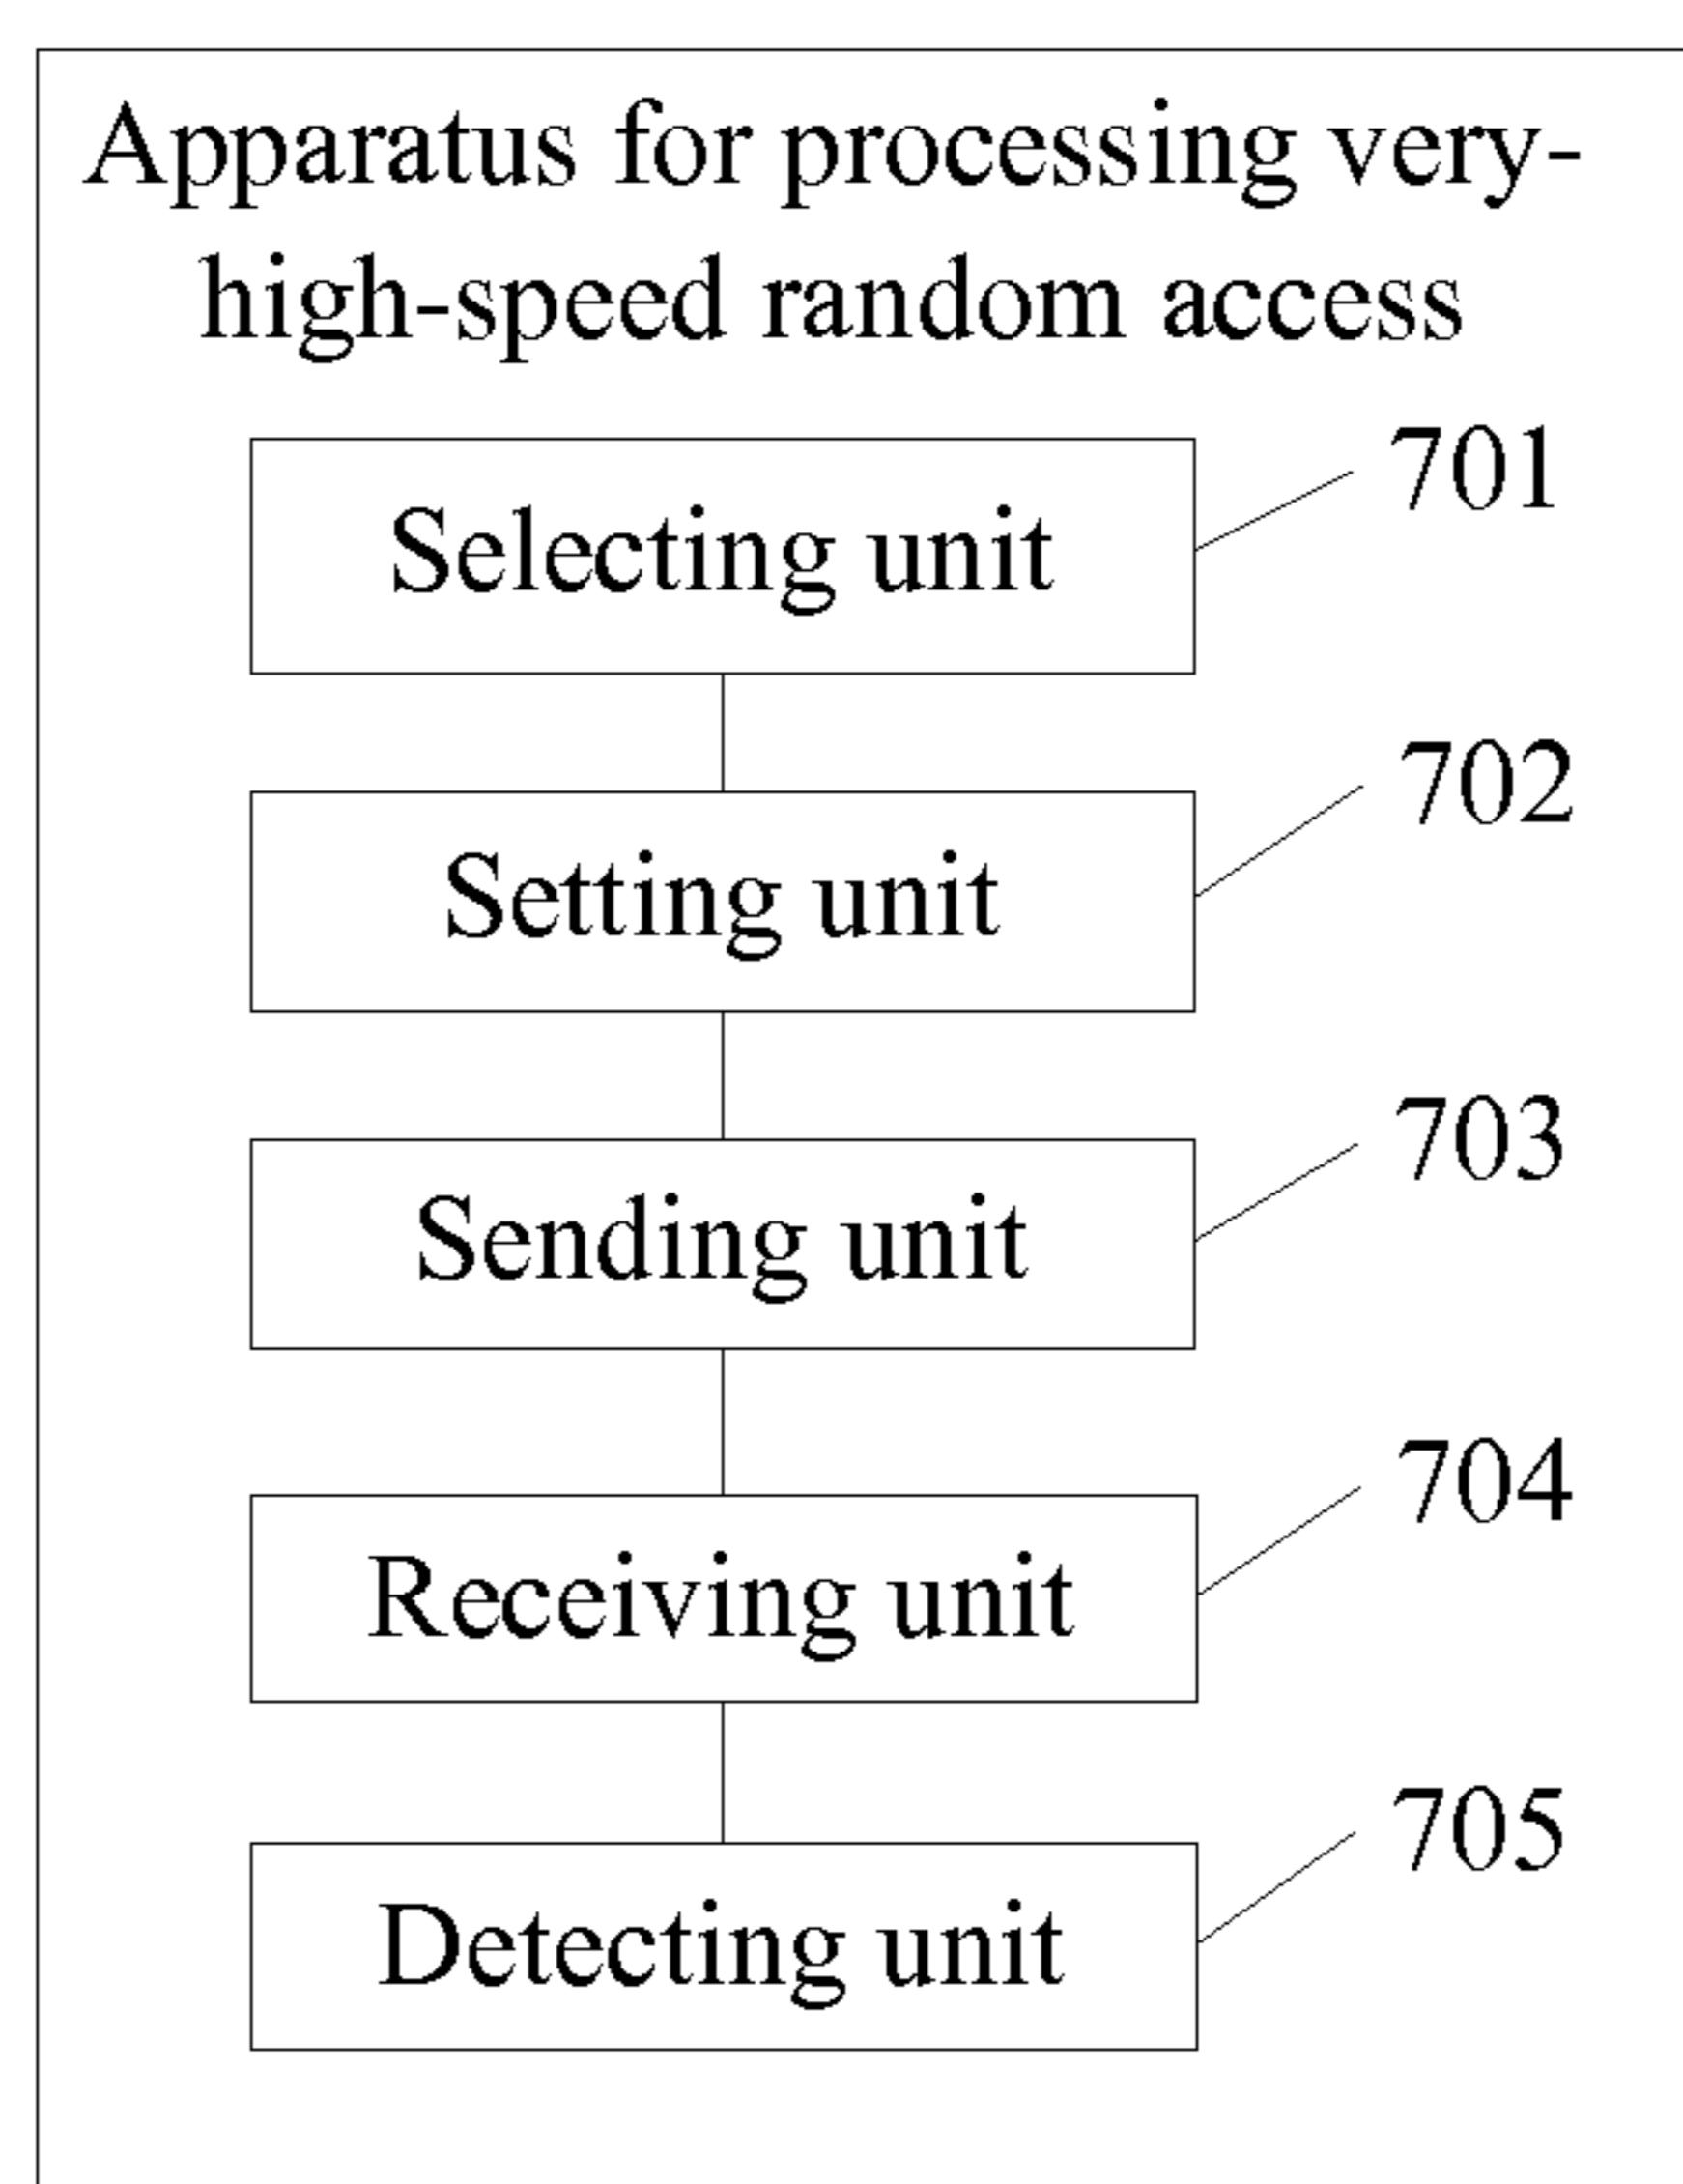 Apparatus for processing very-
high-speed random access
701
Selecting unit
702
Setting unit
703
Sending unit
704
Receiving unit
705
Detecting unit